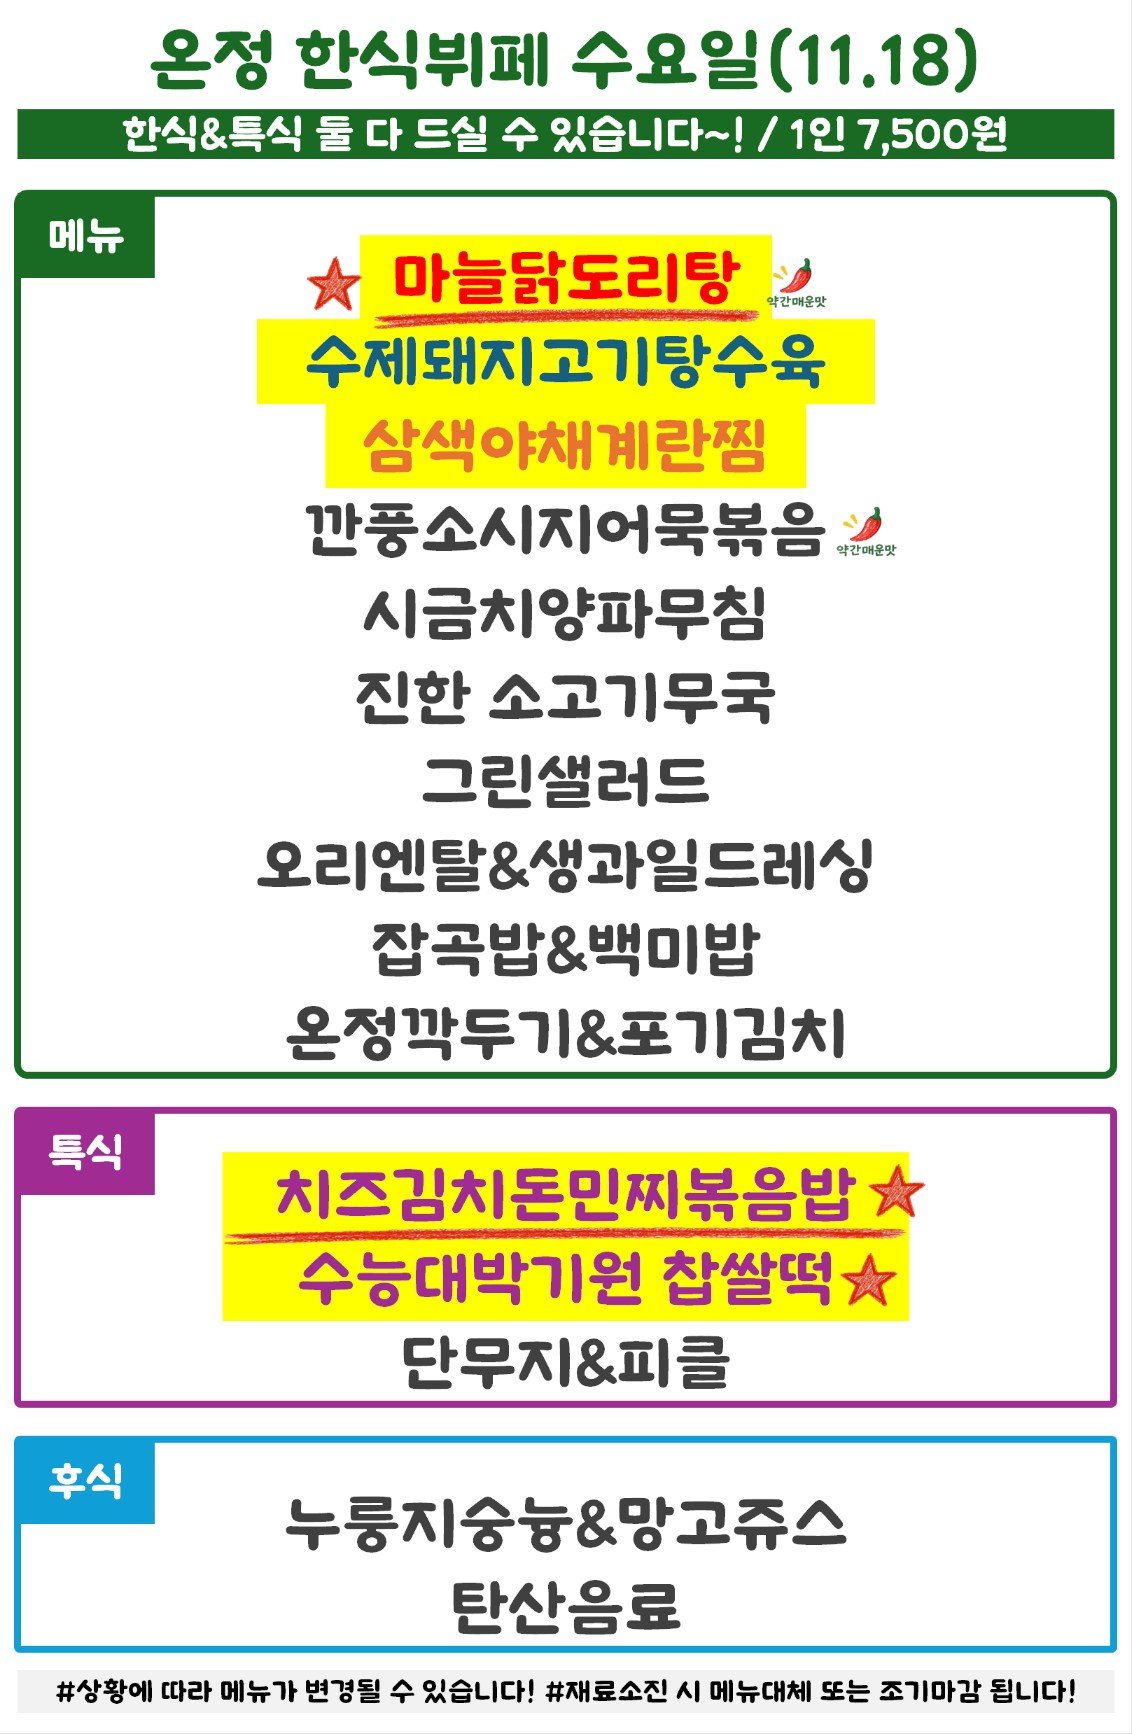 온정 한식뷔페 수요일(11.18)
한식&특식 둘 다 드실 수 있습니다~! / 1인 7,500원
메뉴
마늘닭도리탕
약간매운맛
수제돼지고기탕수육
삼색야채계란찜
깐풍소시지어묵볶음
약간매운맛
시금치양파무침
진한 소고기무국
그린샐러드
오리엔탈&생과일드레싱
잡곡밥&백미밥
온정깍두기&포기김치
특식
치즈김치돈민찌볶음밥
수능대박기원 찹쌀떡
단무지&피클
후식
누룽지숭늉&망고쥬스
탄산음료
#상황에 따라 메뉴가 변경될 수 있습니다! #재료소진 시 메뉴대체 또는 조기마감 됩니다!